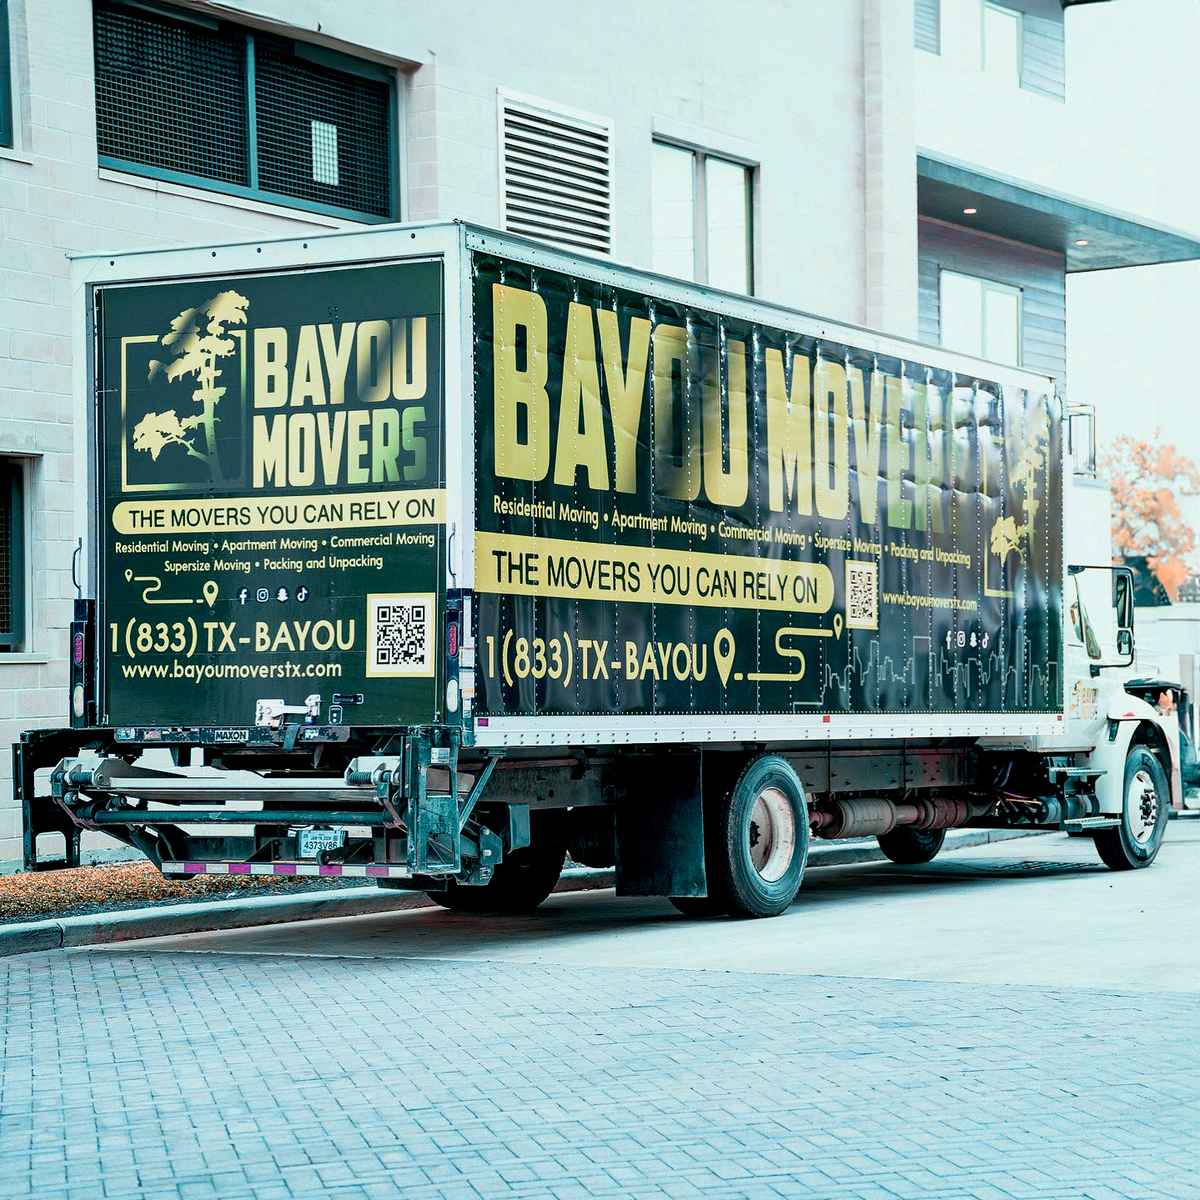 BAYOU
MOVERS
THE MOVERS YOU CAN RELY ON
Residential Moving • Apartment Moving • Commercial Moving
Supersize Moving • Packing and Unpacking
1(833) TX-BAYOU
www.bayoumoverstx.com
MAXON
4373V86
BAYOU MOVERS
Residential Moving • Apartment Moving • Commercial Moving • Supersize Moving • Packing and Unpacking
THE MOVERS YOU CAN RELY ON
www.bayoumoverstx.com
1(833) TX-BAYOU